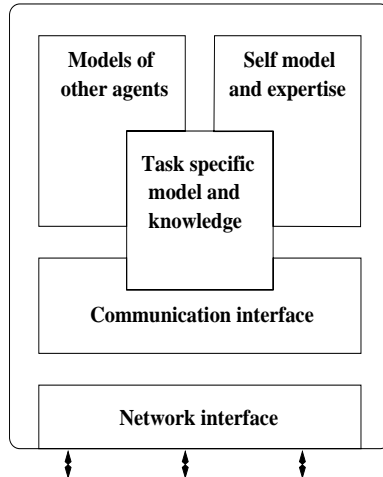 Models of
other agents
Self model
and expertise
Task specific
model and
knowledge
Communication interface
Network interface